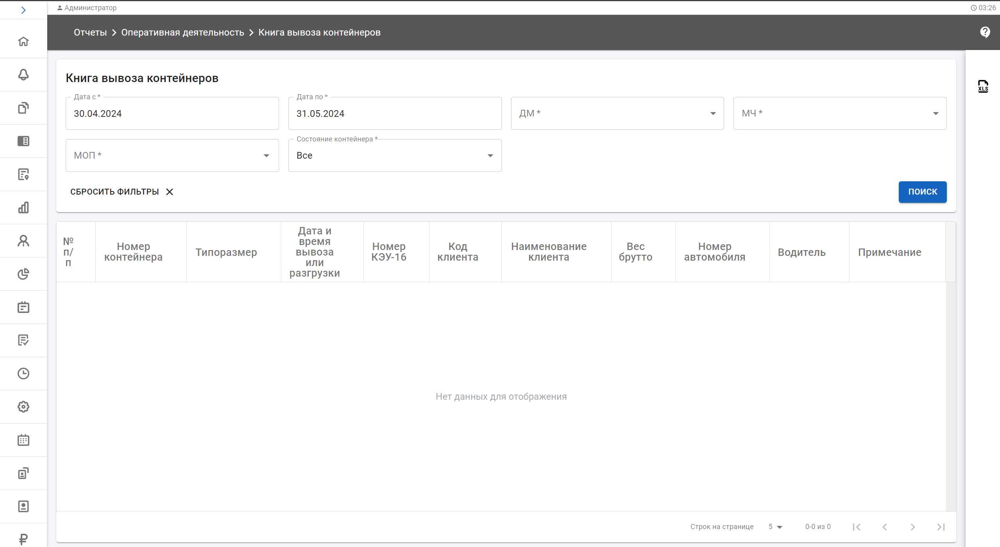 Администратор
03:26
Отчеты
Оперативная деятельность
Книга вывоза контейнеров
XLS
Книга вывоза контейнеров
Дата с *
30.04.2024
Дата по *
31.05.2024
ДМ *
МЧ *
МОП *
Состояние контейнера *
Все
СБРОСИТЬ ФИЛЬТРЫ
ПОИСК
№
п/
п
Номер
контейнера
Типоразмер
Дата и
время
вывоза
или
разгрузки
Номер
КЭУ-16
Код
клиента
Наименование
клиента
Вес
брутто
Номер
автомобиля
Водитель
Примечание
Нет данных для отображения
Строк на странице
5
0-0 из 0